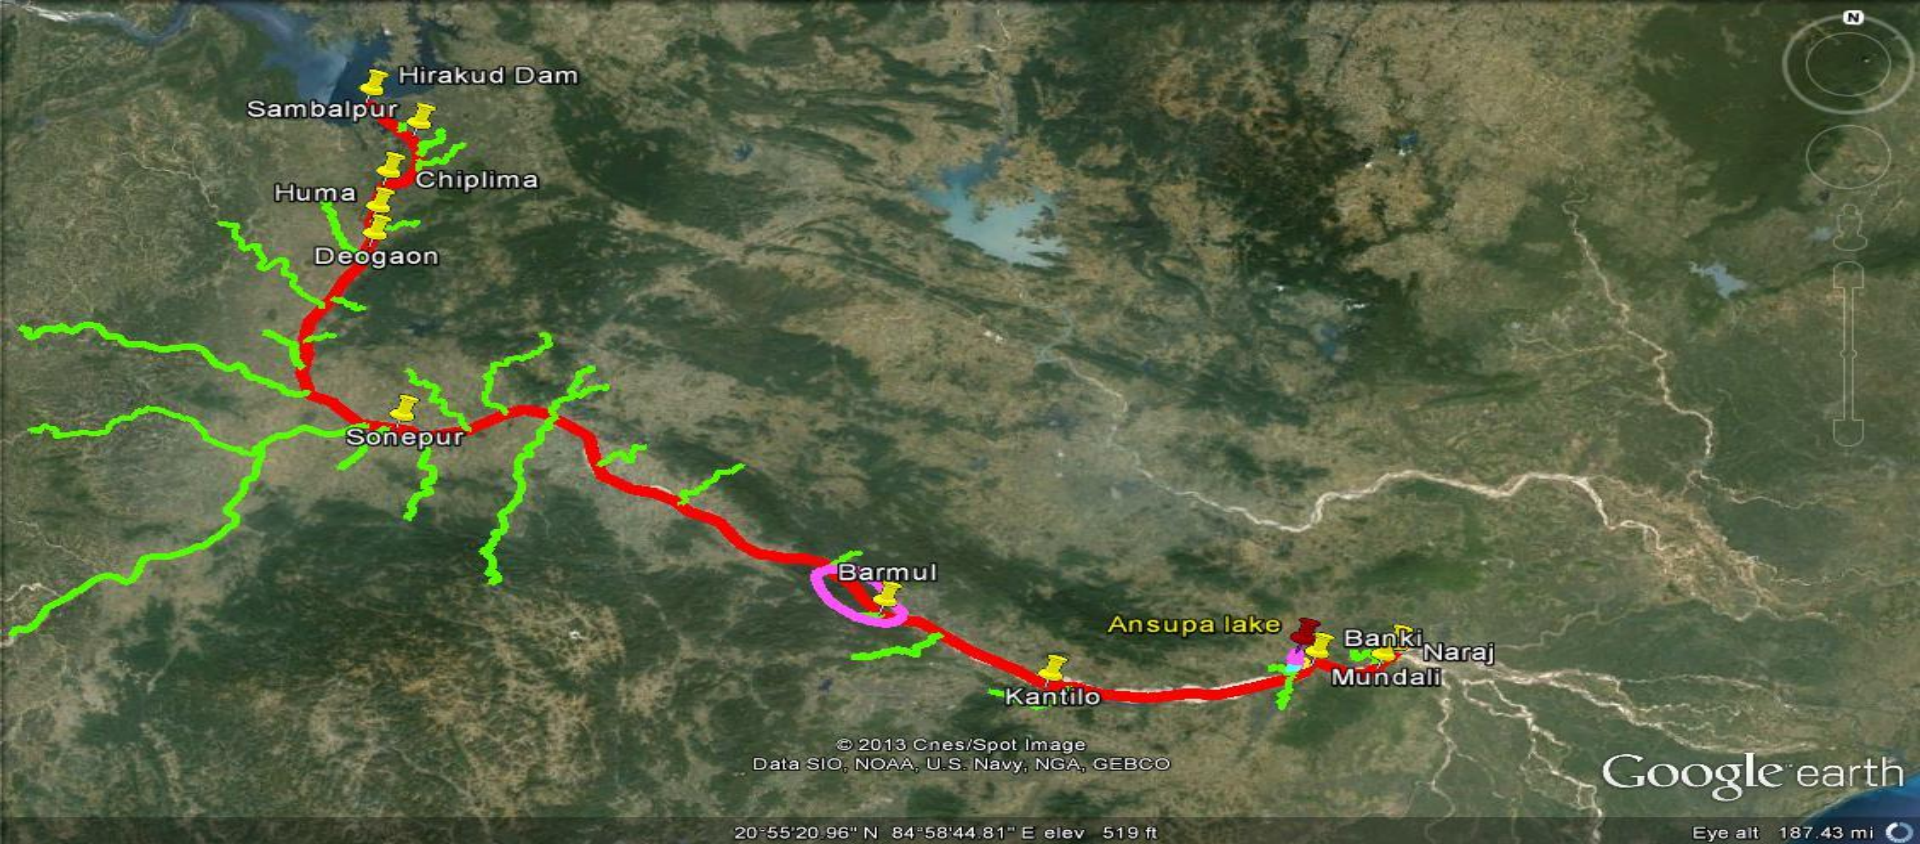 N
Hirakud Dam
Sambalpur
Chiplima
Huma
Deogaon
Sonepur
Barmul
Ansupa lake
Banki
Naraj
Mundali
Kantilo
© 2013 Cnes/Spot Image
Data SIO, NOAA, U.S. Navy, NGA, GEBCO
Google earth
20°55'20.96" N 84°58'44.81" E elev 519 ft
Eye alt 187.43 mi